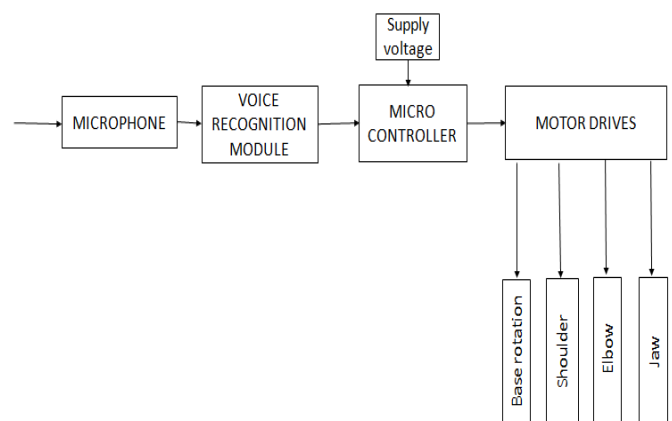 Supply
voltage
MICROPHONE
VOICE
RECOGNITION
MODULE
MICRO
CONTROLLER
MOTOR DRIVES
Base rotation
Shoulder
Elbow
Jaw